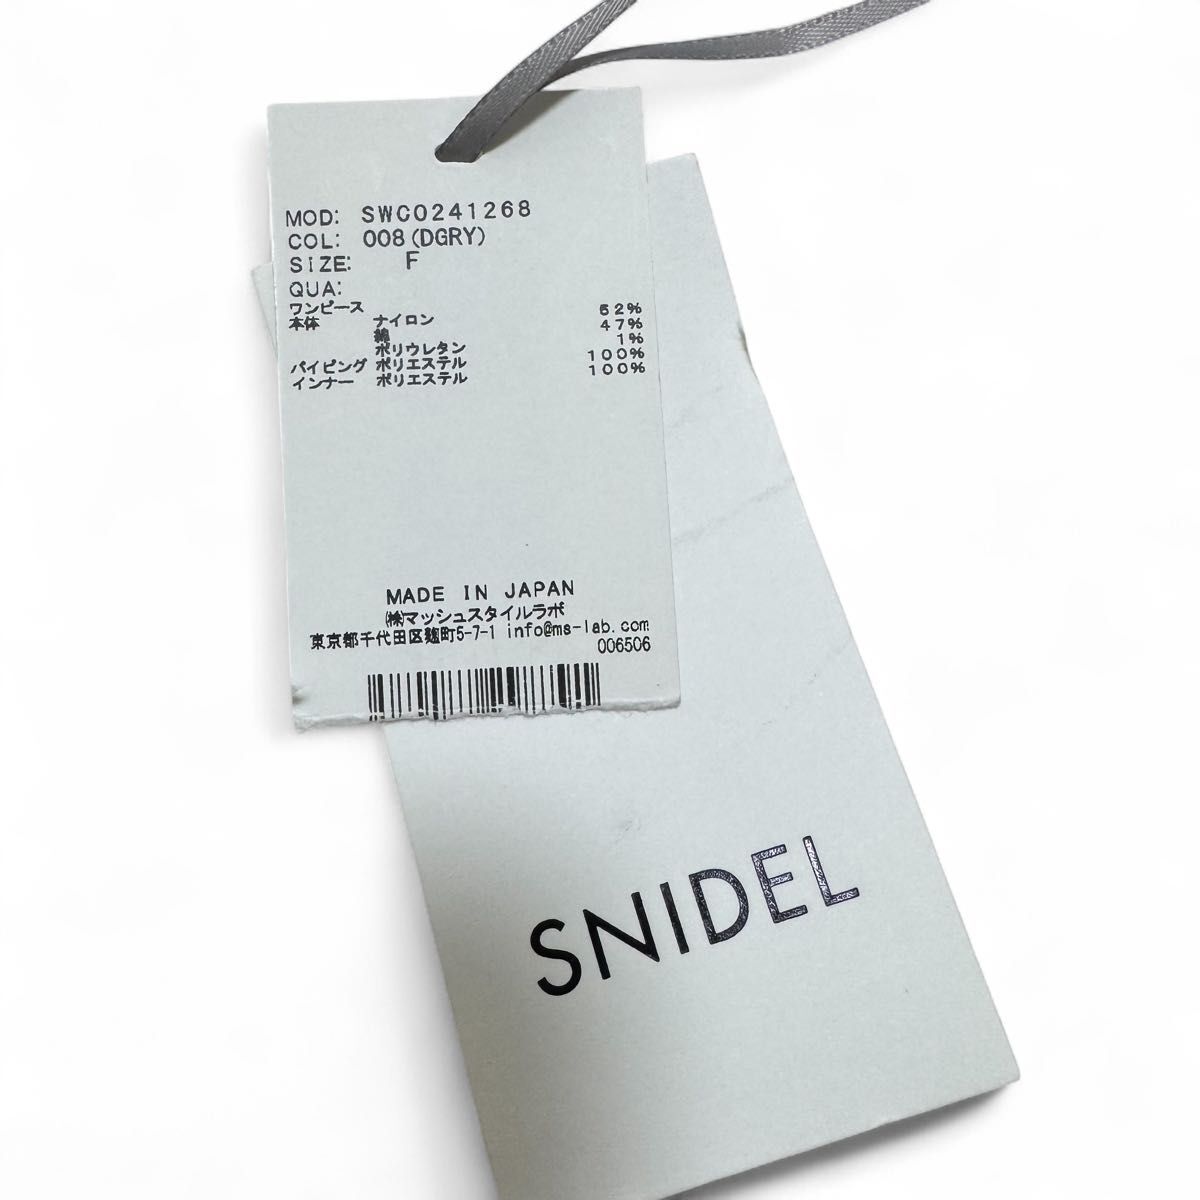 MOD: SWCO241268
COL: 008(DGRY)
SIZE: F
QUA:
ワンピース
本体 ナイロン 52%
綿 47%
ポリウレタン 1%
パイピング ポリエステル 100%
インナー ポリエステル 100%
MADE IN JAPAN
㈱マッシュスタイルラボ
東京都千代田区麹町5-7-1 info@ms-lab.com
006506
SNIDEL